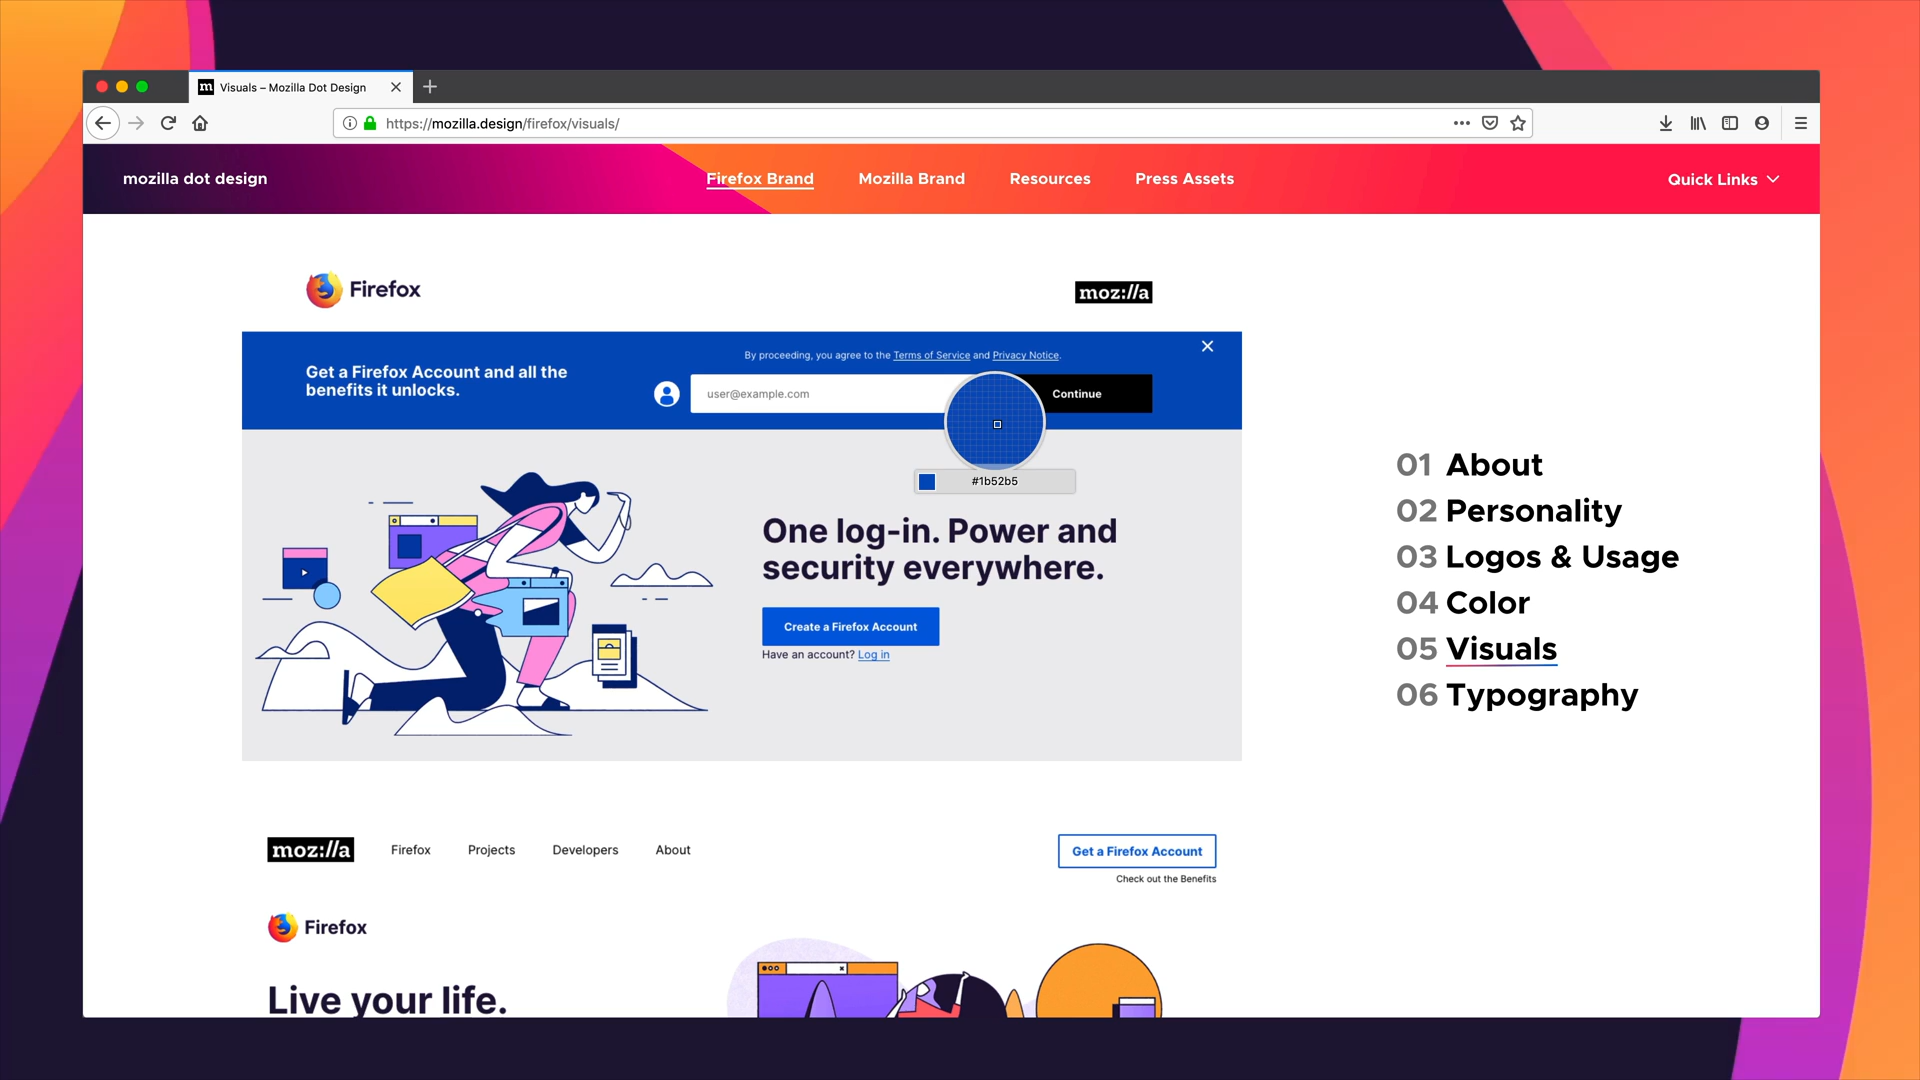 Visuals – Mozilla Dot Design
https://mozilla.design/firefox/visuals/
mozilla dot design
Firefox Brand
Mozilla Brand
Resources
Press Assets
Quick Links
Firefox
moz://a
Get a Firefox Account and all the
benefits it unlocks.
By proceeding, you agree to the Terms of Service and Privacy Notice.
user@example.com
Continue
#1b52b5
One log-in. Power and
security everywhere.
Create a Firefox Account
Have an account? Log in
01 About
02 Personality
03 Logos & Usage
04 Color
05 Visuals
06 Typography
moz://a
Firefox
Projects
Developers
About
Get a Firefox Account
Check out the Benefits
Firefox
Live your life.